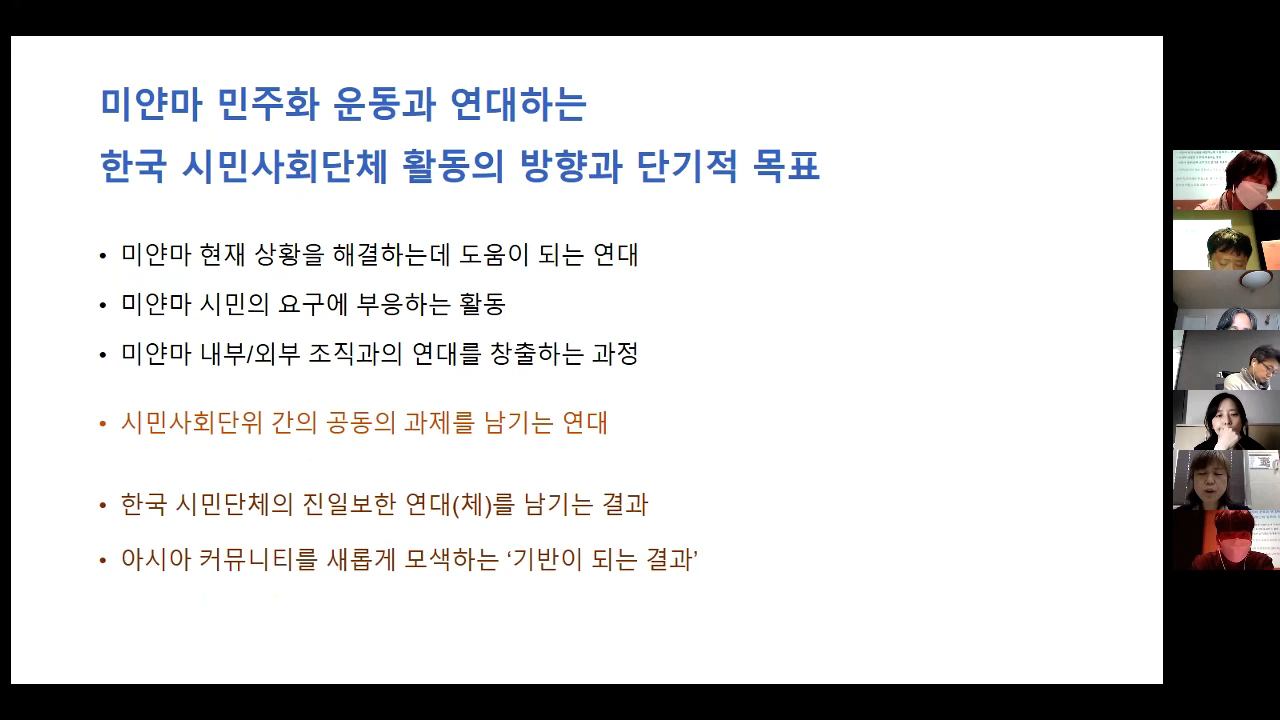 미얀마 민주화 운동과 연대하는
한국 시민사회단체 활동의 방향과 단기적 목표
• 미얀마 현재 상황을 해결하는데 도움이 되는 연대
• 미얀마 시민의 요구에 부응하는 활동
• 미얀마 내부/외부 조직과의 연대를 창출하는 과정
• 시민사회단위 간의 공동의 과제를 남기는 연대
• 한국 시민단체의 진일보한 연대(체)를 남기는 결과
• 아시아 커뮤니티를 새롭게 모색하는 ‘기반이 되는 결과’